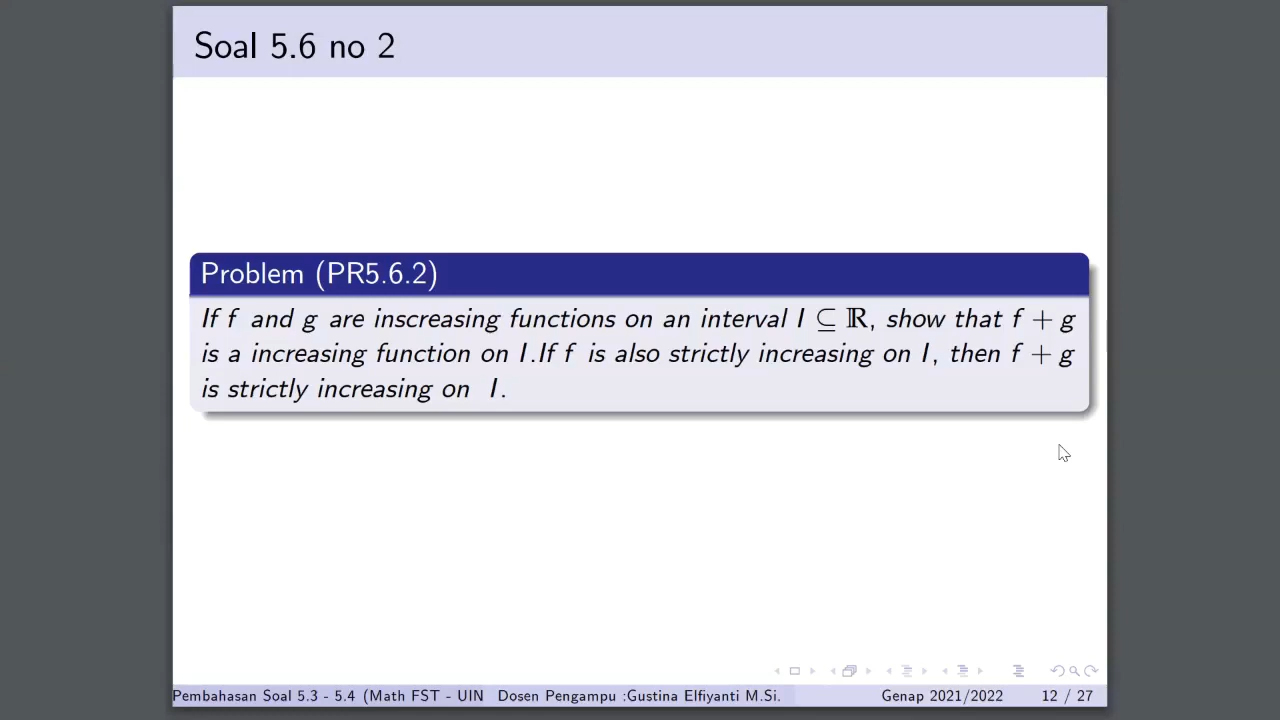 Soal 5.6 no 2
Problem (PR5.6.2)
If f and g are inscreasing functions on an interval I ⊆ ℝ, show that f + g
is a increasing function on I.If f is also strictly increasing on I, then f + g
is strictly increasing on I.
Pembahasan Soal 5.3 - 5.4 (Math FST - UIN Dosen Pengampu :Gustina Elfiyanti M.Si. Genap 2021/2022 12 / 27